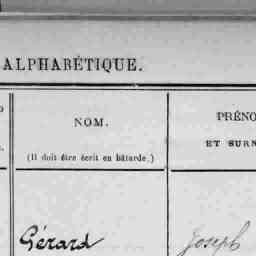 ALPHABÉTIQUE.
NOM.
(Il doit être écrit en bâtarde.)
PRÉNO
ET SURN
Gérard
Joseph